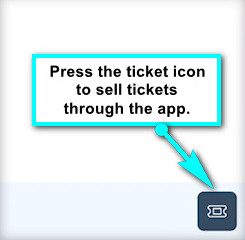 Press the ticket icon
to sell tickets
through the app.